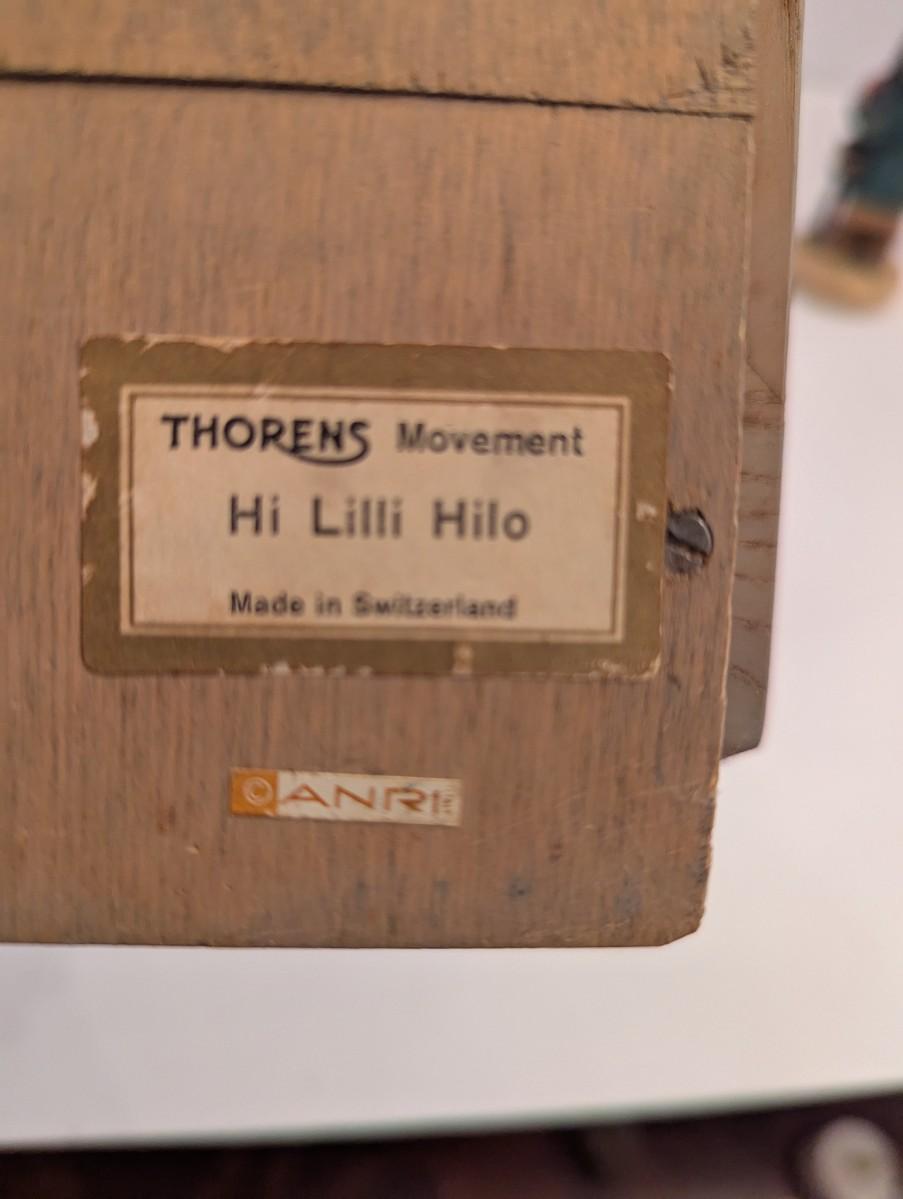 THORENS Movement
Hi Lilli Hilo
Made in Switzerland
© ANRI